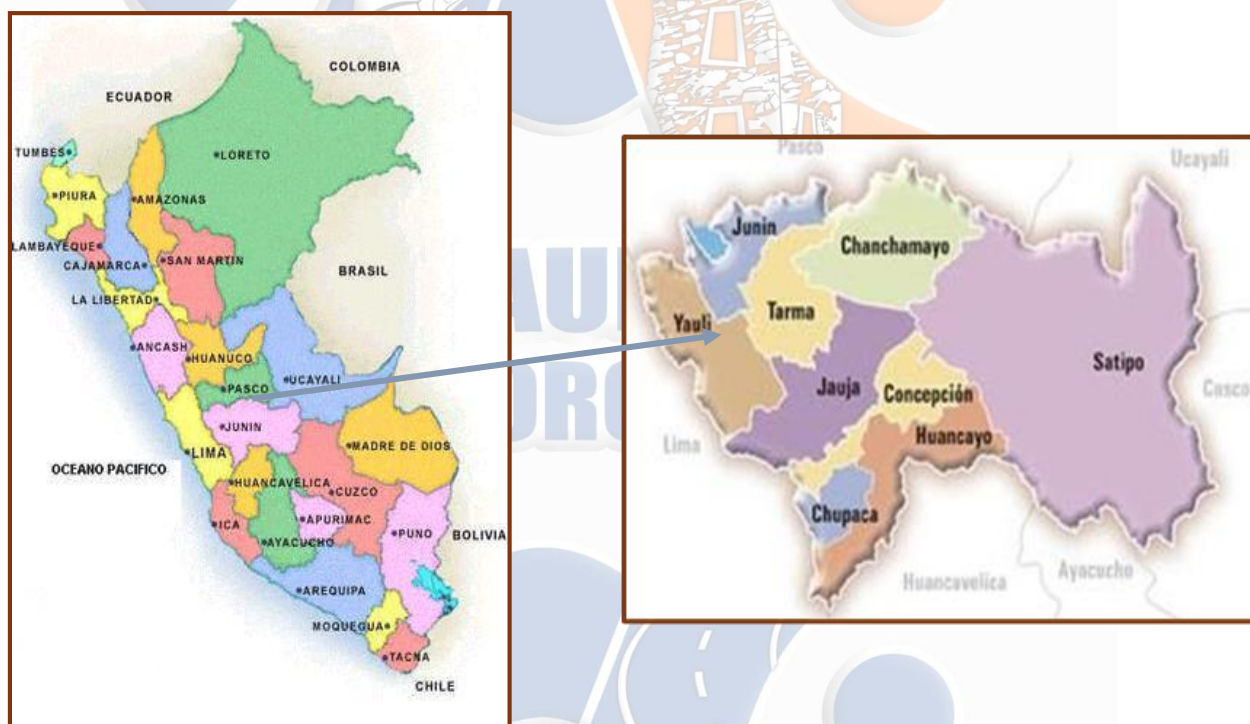 COLOMBIA
ECUADOR
TUMBES
LORETO
PIURA
AMAZONAS
LAMBAYEQUE
SAN MARTIN
CAJAMARCA
BRASIL
LA LIBERTAD
ANCASH
HUANUCO
UCAYALI
PASCO
JUNIN
MADRE DE DIOS
LIMA
OCEANO PACIFICO
HUANCAVELICA
CUZCO
ICA
APURIMAC
PUNO
BOLIVIA
AYACUCHO
AREQUIPA
MOQUEGUA
TACNA
CHILE
Pasco
Ucayali
Junin
Chanchamayo
Tarma
Yauli
Satipo
Jauja
Concepción
Cusco
Huancayo
Lima
Chupaca
Ayacucho
Huancavelica